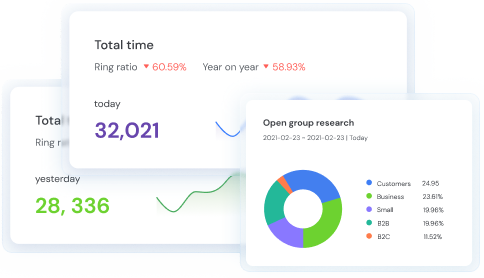 Total time
Ring ratio ▼ 60.59% Year on year ▼ 58.93%
today
32,021
Total
Ring
yesterday
28, 336
Open group research
2021-02-23 ~ 2021-02-23 | Today
Customers 24.95
Business 23.61%
Small 19.96%
B2B 19.96%
B2C 11.52%